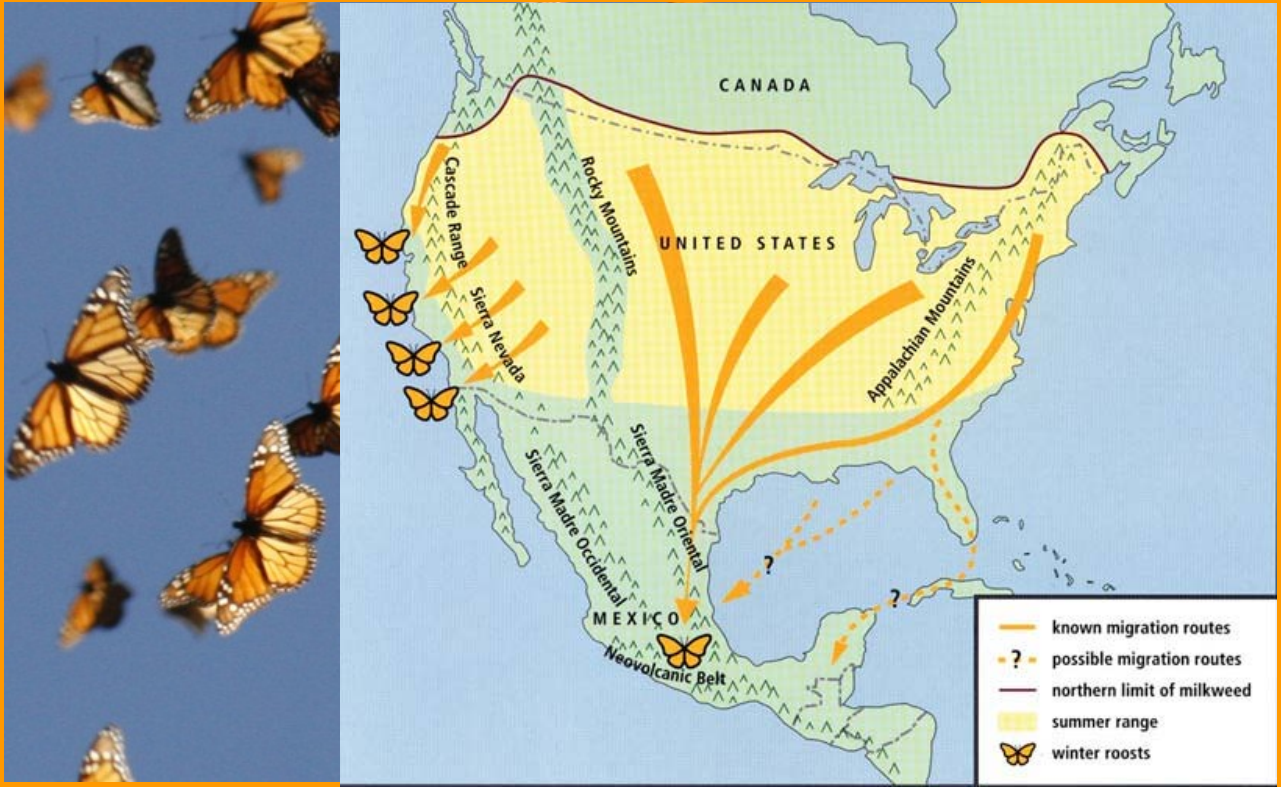 CANADA
Cascade Range
Rocky Mountains
UNITED STATES
Appalachian Mountains
Sierra Nevada
Sierra Madre Occidental
Sierra Madre Oriental
?
?
MEXICO
Neovolcanic Belt
known migration routes
? possible migration routes
northern limit of milkweed
summer range
winter roosts